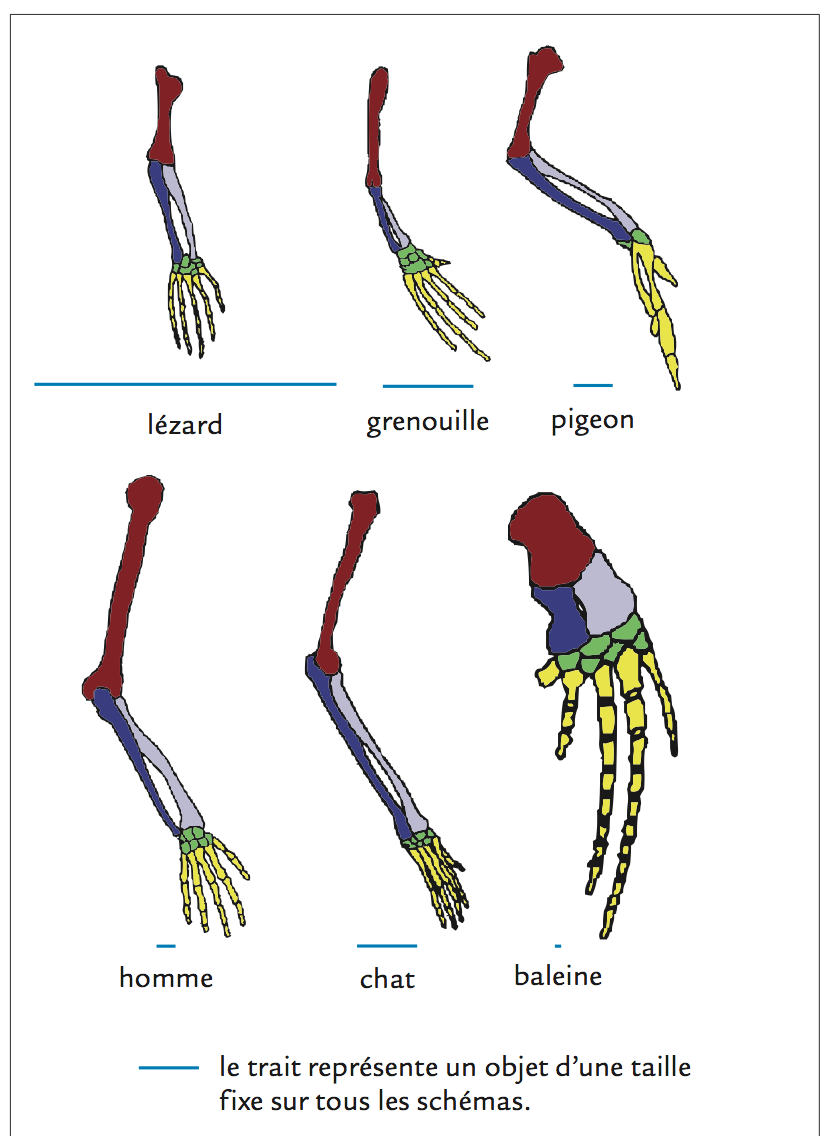 lézard
grenouille
pigeon
homme
chat
baleine
le trait représente un objet d’une taille
fixe sur tous les schémas.